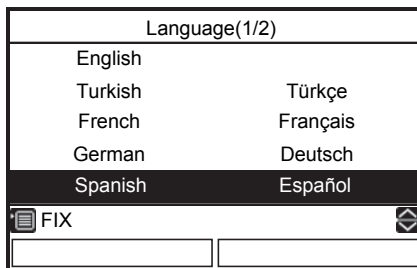 Language(1/2)
English
Turkish Türkçe
French Français
German Deutsch
Spanish Español
FIX